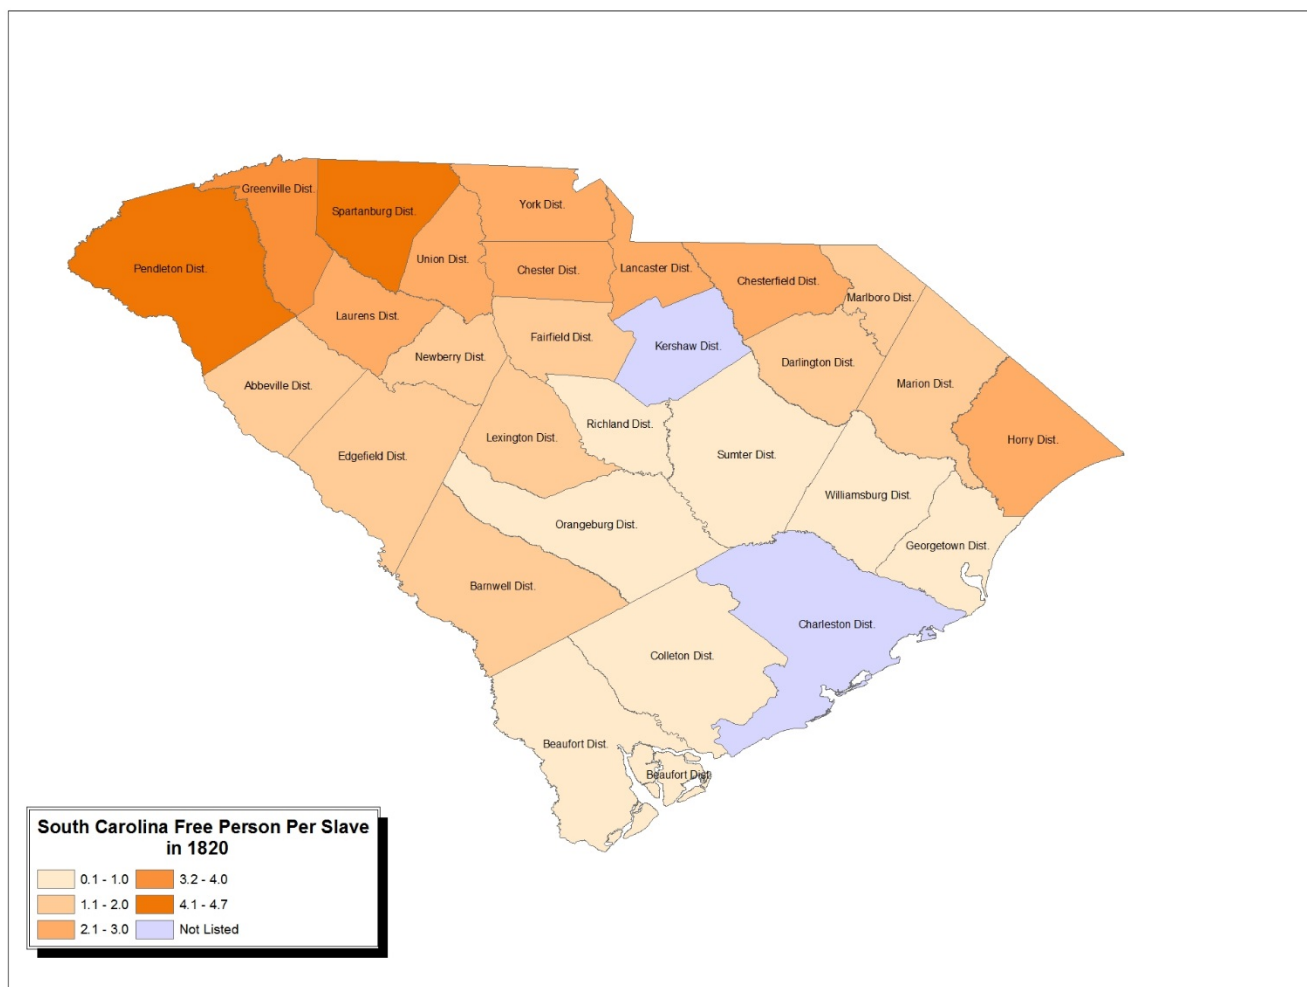 Greenville Dist.
Spartanburg Dist.
York Dist.
Pendleton Dist.
Union Dist.
Chester Dist.
Lancaster Dist.
Chesterfield Dist.
Marlboro Dist.
Laurens Dist.
Fairfield Dist.
Kershaw Dist.
Newberry Dist.
Darlington Dist.
Abbeville Dist.
Marion Dist.
Richland Dist.
Lexington Dist.
Horry Dist.
Edgefield Dist.
Sumter Dist.
Williamsburg Dist.
Orangeburg Dist.
Georgetown Dist.
Barnwell Dist.
Charleston Dist.
Colleton Dist.
Beaufort Dist.
Beaufort Dist.
South Carolina Free Person Per Slave
in 1820
0.1 - 1.0
3.2 - 4.0
1.1 - 2.0
4.1 - 4.7
2.1 - 3.0
Not Listed